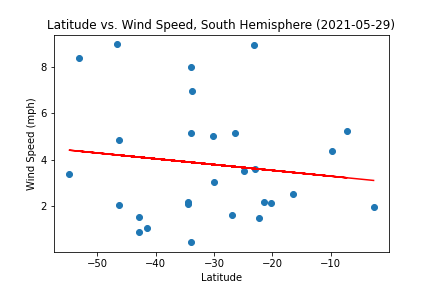 Latitude vs. Wind Speed, South Hemisphere (2021-05-29)
8
6
4
2
Wind Speed (mph)
−50 −40 −30 −20 −10
Latitude